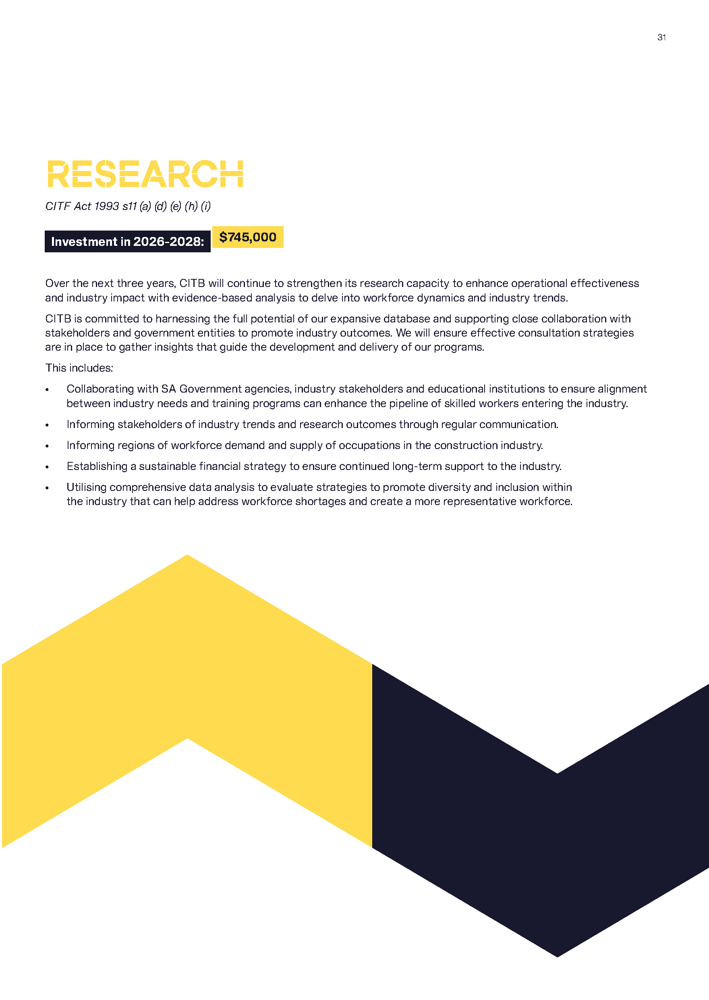 31
RESEARCH
CITF Act 1993 s11 (a) (d) (e) (h) (i)
Investment in 2026-2028: $745,000
Over the next three years, CITB will continue to strengthen its research capacity to enhance operational effectiveness
and industry impact with evidence-based analysis to delve into workforce dynamics and industry trends.
CITB is committed to harnessing the full potential of our expansive database and supporting close collaboration with
stakeholders and government entities to promote industry outcomes. We will ensure effective consultation strategies
are in place to gather insights that guide the development and delivery of our programs.
This includes:
• Collaborating with SA Government agencies, industry stakeholders and educational institutions to ensure alignment
between industry needs and training programs can enhance the pipeline of skilled workers entering the industry.
• Informing stakeholders of industry trends and research outcomes through regular communication.
• Informing regions of workforce demand and supply of occupations in the construction industry.
• Establishing a sustainable financial strategy to ensure continued long-term support to the industry.
• Utilising comprehensive data analysis to evaluate strategies to promote diversity and inclusion within
the industry that can help address workforce shortages and create a more representative workforce.